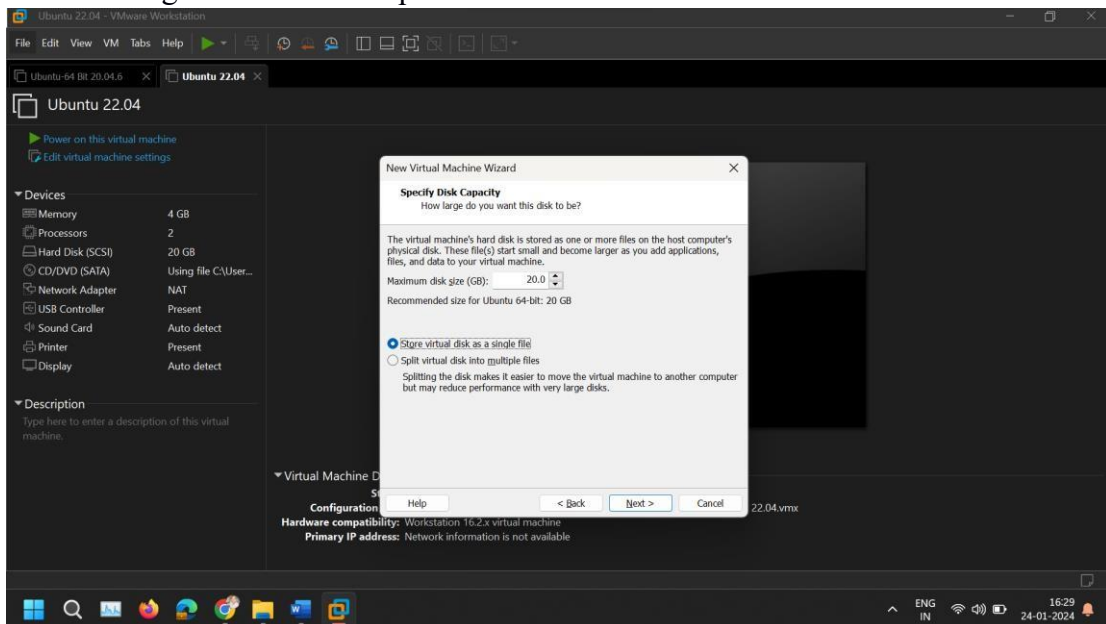 Ubuntu 22.04 - VMware Workstation
File Edit View VM Tabs Help
Ubuntu-64 Bit 20.04.6
Ubuntu 22.04
Ubuntu 22.04
Power on this virtual machine
Edit virtual machine settings
Devices
Memory 4 GB
Processors 2
Hard Disk (SCSI) 20 GB
CD/DVD (SATA) Using file C:\User...
Network Adapter NAT
USB Controller Present
Sound Card Auto detect
Printer Present
Display Auto detect
Description
Type here to enter a description of this virtual
machine.
New Virtual Machine Wizard
Specify Disk Capacity
How large do you want this disk to be?
The virtual machine's hard disk is stored as one or more files on the host computer's
physical disk. These file(s) start small and become larger as you add applications,
files, and data to your virtual machine.
Maximum disk size (GB): 20.0
Recommended size for Ubuntu 64-bit: 20 GB
Store virtual disk as a single file
Split virtual disk into multiple files
Splitting the disk makes it easier to move the virtual machine to another computer
but may reduce performance with very large disks.
Help < Back Next > Cancel
Virtual Machine D
Configuration 22.04.vmx
Hardware compatibility: Workstation 16.2.x virtual machine
Primary IP address: Network information is not available
ENG
IN
16:29
24-01-2024